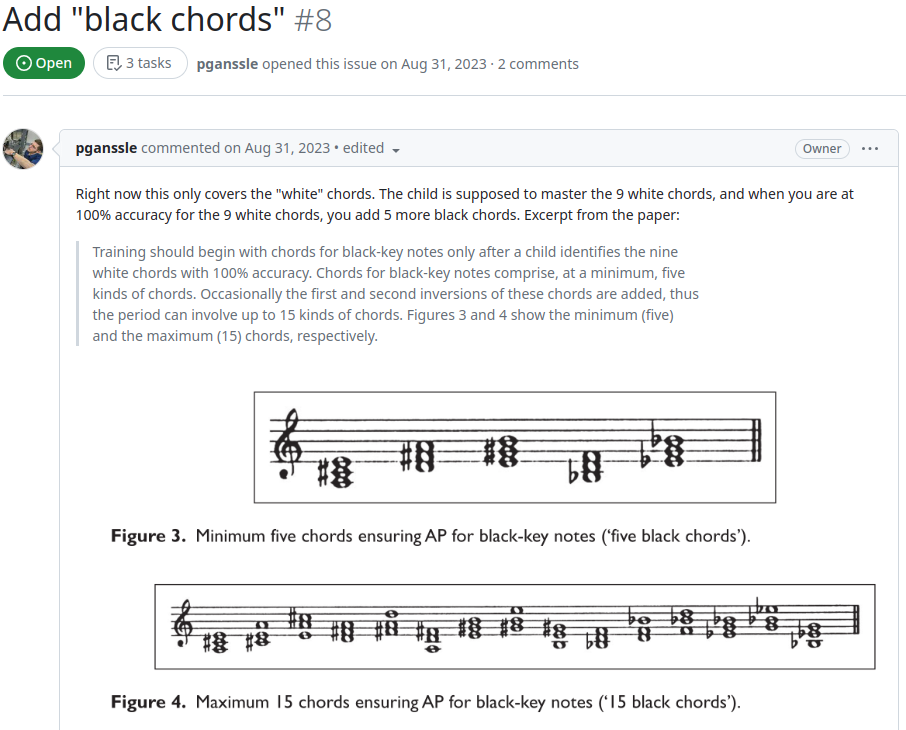 Add "black chords" #8
Open
3 tasks
pganssle opened this issue on Aug 31, 2023 · 2 comments
pganssle commented on Aug 31, 2023 • edited
Owner
Right now this only covers the "white" chords. The child is supposed to master the 9 white chords, and when you are at
100% accuracy for the 9 white chords, you add 5 more black chords. Excerpt from the paper:
Training should begin with chords for black-key notes only after a child identifies the nine
white chords with 100% accuracy. Chords for black-key notes comprise, at a minimum, five
kinds of chords. Occasionally the first and second inversions of these chords are added, thus
the period can involve up to 15 kinds of chords. Figures 3 and 4 show the minimum (five)
and the maximum (15) chords, respectively.
Figure 3. Minimum five chords ensuring AP for black-key notes (‘five black chords’).
Figure 4. Maximum 15 chords ensuring AP for black-key notes (‘15 black chords’).